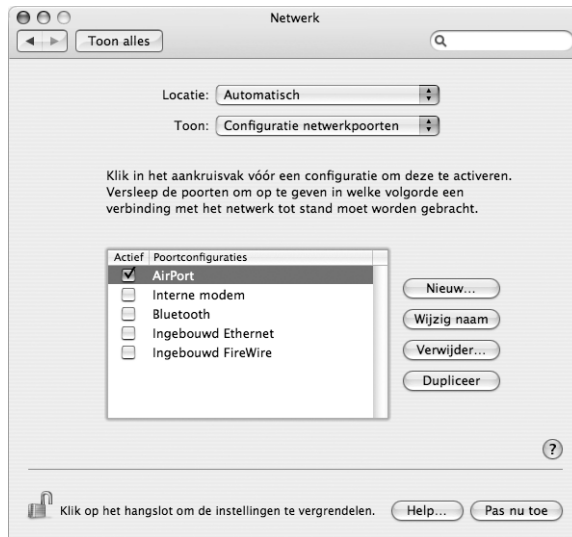 Netwerk
Toon alles
Locatie: Automatisch
Toon: Configuratie netwerkpoorten
Klik in het aankruisvak vóór een configuratie om deze te activeren.
Versleep de poorten om op te geven in welke volgorde een
verbinding met het netwerk tot stand moet worden gebracht.
Actief Poortconfiguraties
AirPort
Interne modem
Bluetooth
Ingebouwd Ethernet
Ingebouwd FireWire
Nieuw...
Wijzig naam
Verwijder...
Dupliceer
?
Klik op het hangslot om de instellingen te vergrendelen. Help... Pas nu toe